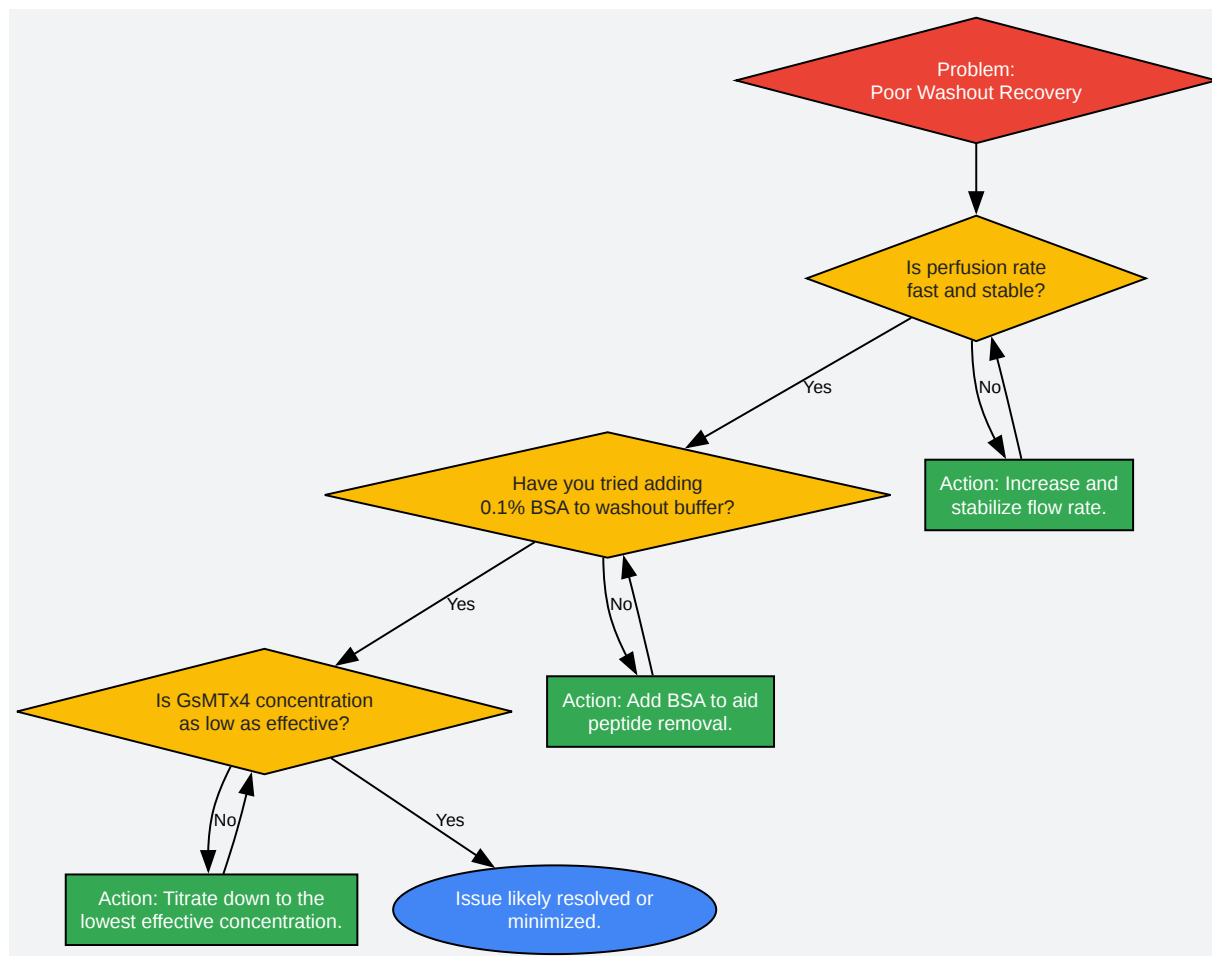 Problem:
Poor Washout Recovery
Is perfusion rate
fast and stable?
Yes
No
Action: Increase and
stabilize flow rate.
Have you tried adding
0.1% BSA to washout buffer?
Yes
No
Action: Add BSA to aid
peptide removal.
Is GsMTx4 concentration
as low as effective?
No
Yes
Action: Titrate down to the
lowest effective concentration.
Issue likely resolved or
minimized.